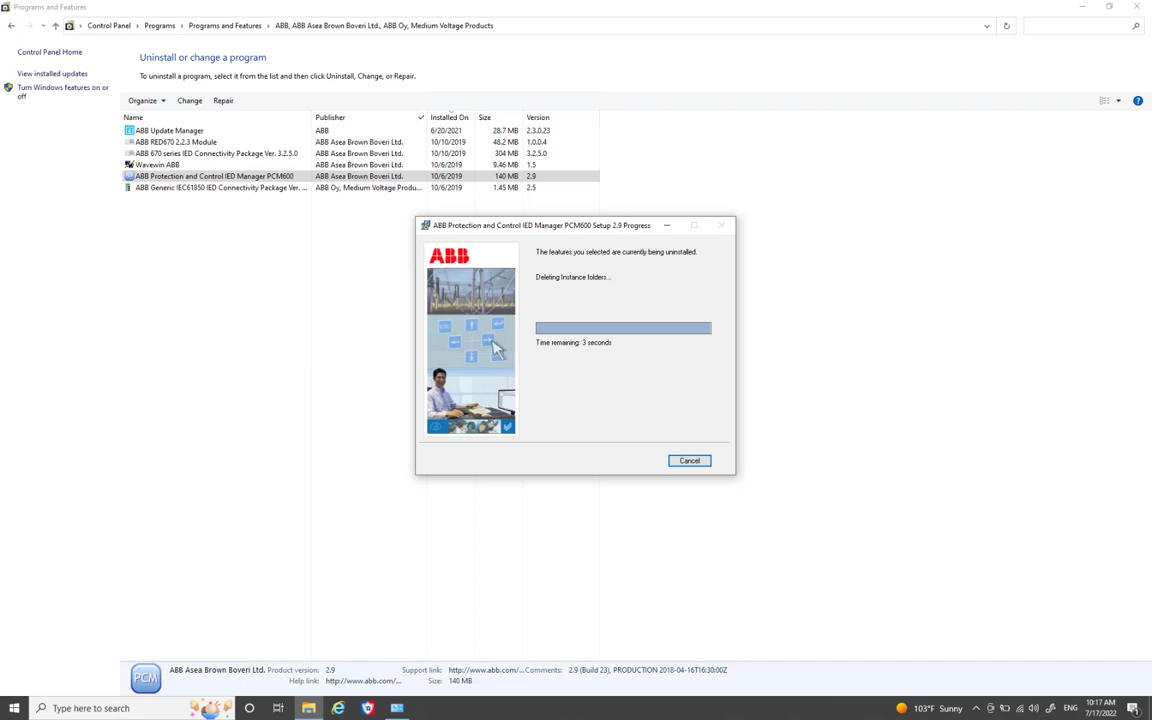 Programs and Features
Control Panel > Programs > Programs and Features > ABB, ABB Asea Brown Boveri Ltd., ABB Oy, Medium Voltage Products
Control Panel Home
View installed updates
Turn Windows features on or
off
Uninstall or change a program
To uninstall a program, select it from the list and then click Uninstall, Change, or Repair.
Organize Change Repair
Name Publisher Installed On Size Version
ABB Update Manager ABB 6/20/2021 28.7 MB 2.3.0.23
ABB RED670 2.2.3 Module ABB Asea Brown Boveri Ltd. 10/10/2019 48.2 MB 1.0.0.4
ABB 670 series IED Connectivity Package Ver. 3.2.5.0 ABB Asea Brown Boveri Ltd. 10/10/2019 304 MB 3.2.5.0
Wavewin ABB ABB Asea Brown Boveri Ltd. 10/6/2019 9.46 MB 1.5
ABB Protection and Control IED Manager PCM600 ABB Asea Brown Boveri Ltd. 10/6/2019 140 MB 2.9
ABB Generic IEC61850 IED Connectivity Package Ver. ... ABB Oy, Medium Voltage Produ... 10/6/2019 1.45 MB 2.5
ABB Protection and Control IED Manager PCM600 Setup 2.9 Progress
ABB
The features you selected are currently being uninstalled.
Deleting Instance folders...
Time remaining: 3 seconds
Cancel
PCM
ABB Asea Brown Boveri Ltd. Product version: 2.9 Support link: http://www.abb.com/... Comments: 2.9 (Build 23), PRODUCTION 2018-04-16T16:30:00Z
Help link: http://www.abb.com/... Size: 140 MB
Type here to search
103°F Sunny
ENG
10:17 AM
7/17/2022
1